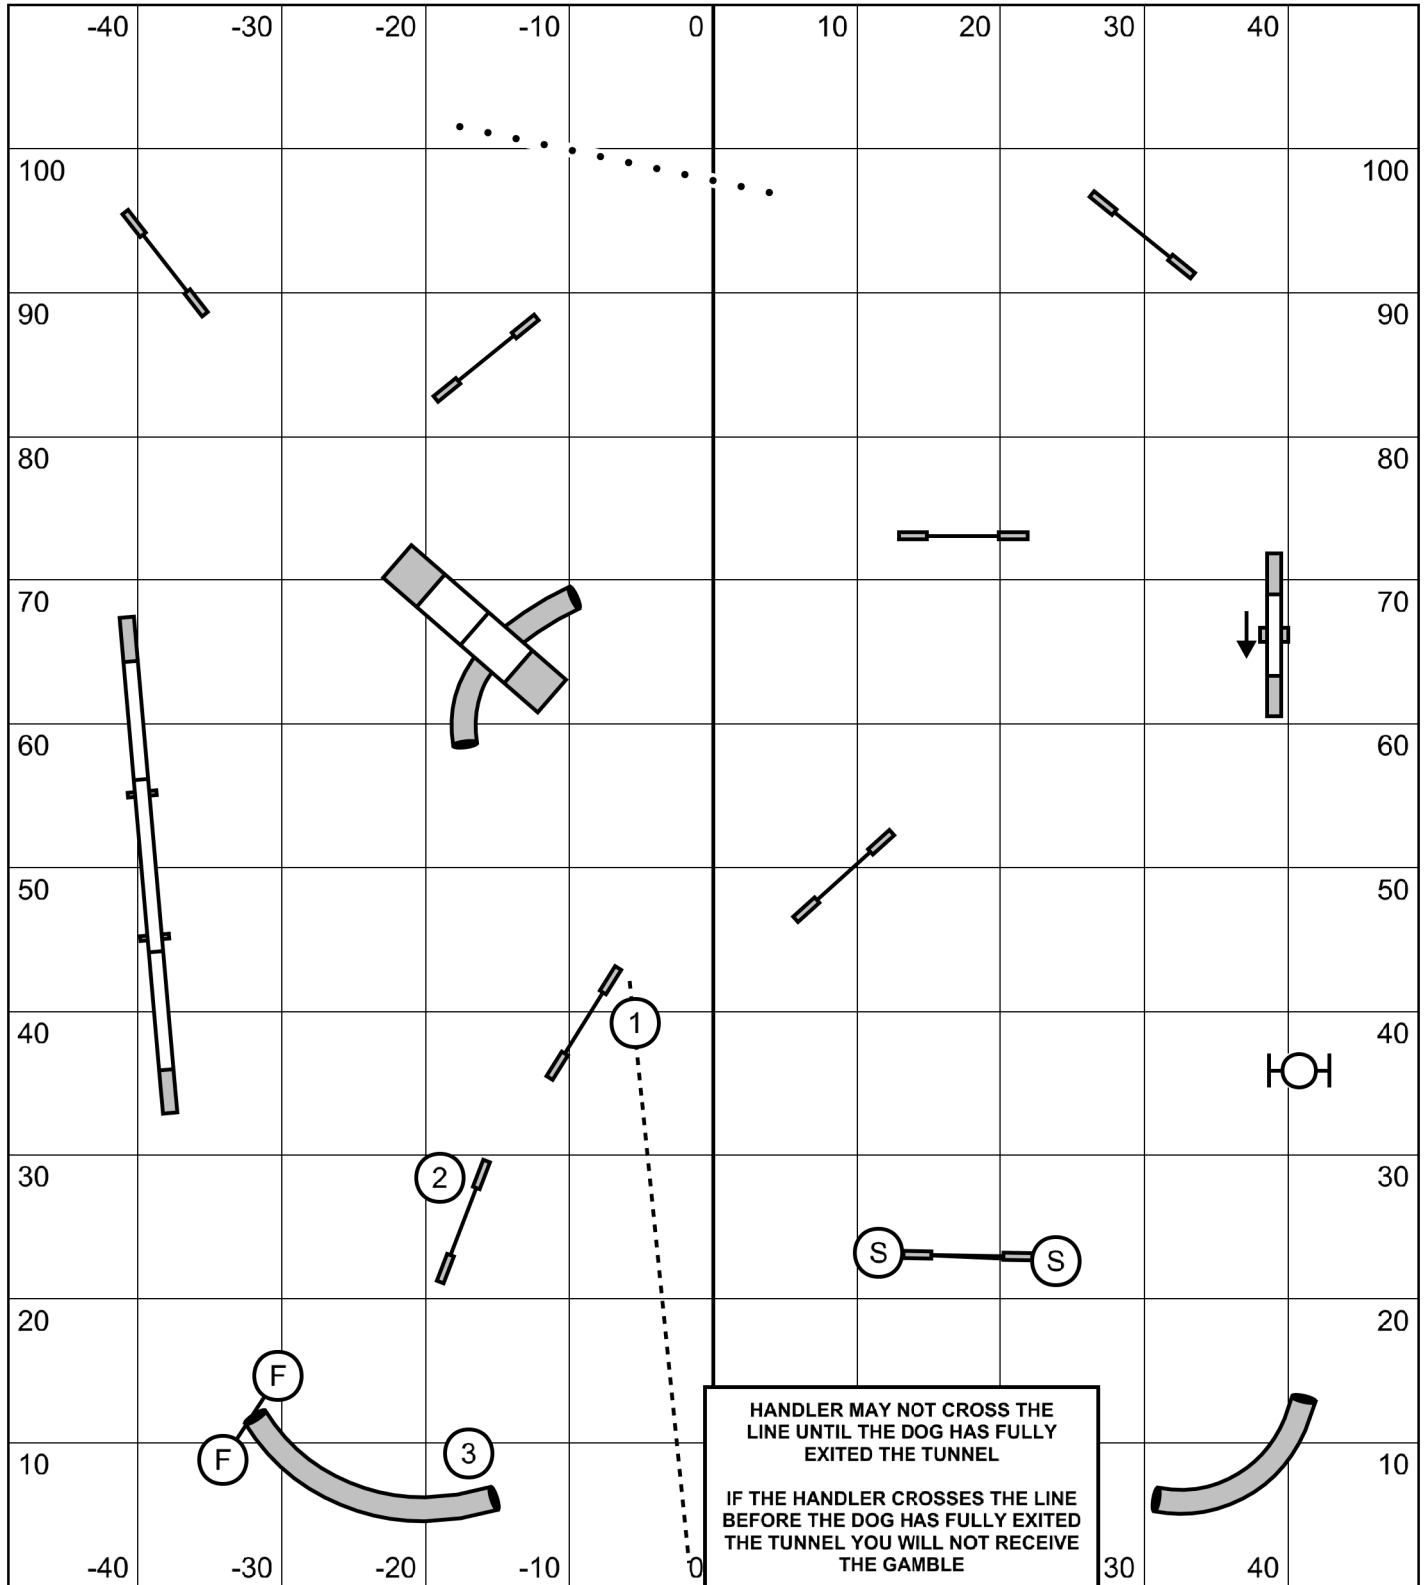 -40 -30 -20 -10 0 10 20 30 40
100 100
90 90
80 80
70 70
60 60
50 50
40 1 40
30 2 30
S S
20 20
F
HANDLER MAY NOT CROSS THE
LINE UNTIL THE DOG HAS FULLY
EXITED THE TUNNEL
F 3
10 10
IF THE HANDLER CROSSES THE LINE
BEFORE THE DOG HAS FULLY EXITED
THE TUNNEL YOU WILL NOT RECEIVE
THE GAMBLE
-40 -30 -20 -10 0 30 40